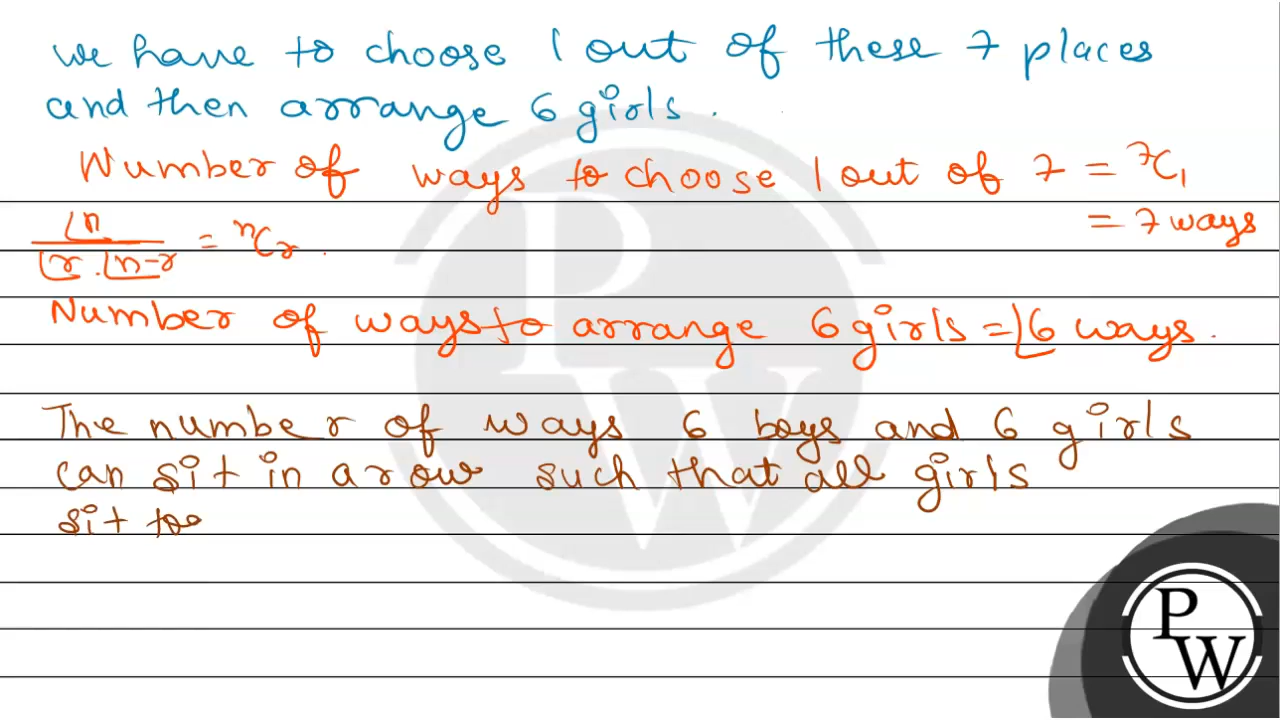 we have to choose 1 out of these 7 places
and then arrange 6 girls.
Number of ways to choose 1 out of 7 = ⁷C₁
= 7 ways
⌊n / ⌊r . ⌊n-r = ⁿCᵣ .
Number of ways to arrange 6 girls = ⌊6 ways.
The number of ways 6 boys and 6 girls
can sit in a row such that all girls
sit to
P
W
P
W